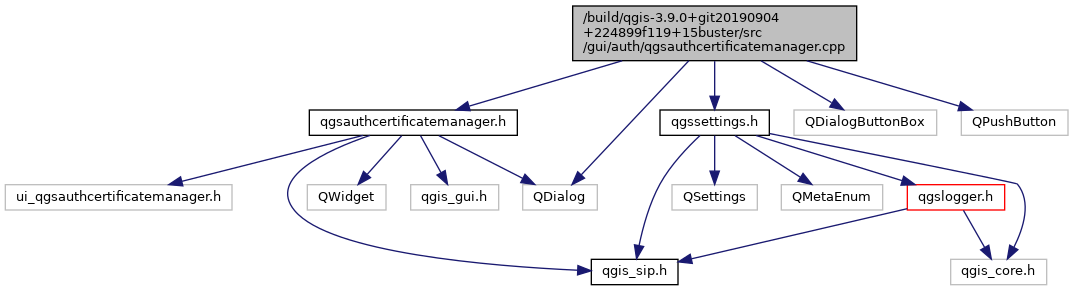 /build/qgis-3.9.0+git20190904
+224899f119+15buster/src
/gui/auth/qgsauthcertificatemanager.cpp
qgsauthcertificatemanager.h
qgssettings.h
QDialogButtonBox
QPushButton
ui_qgsauthcertificatemanager.h
QWidget
qgis_gui.h
QDialog
QSettings
QMetaEnum
qgslogger.h
qgis_sip.h
qgis_core.h